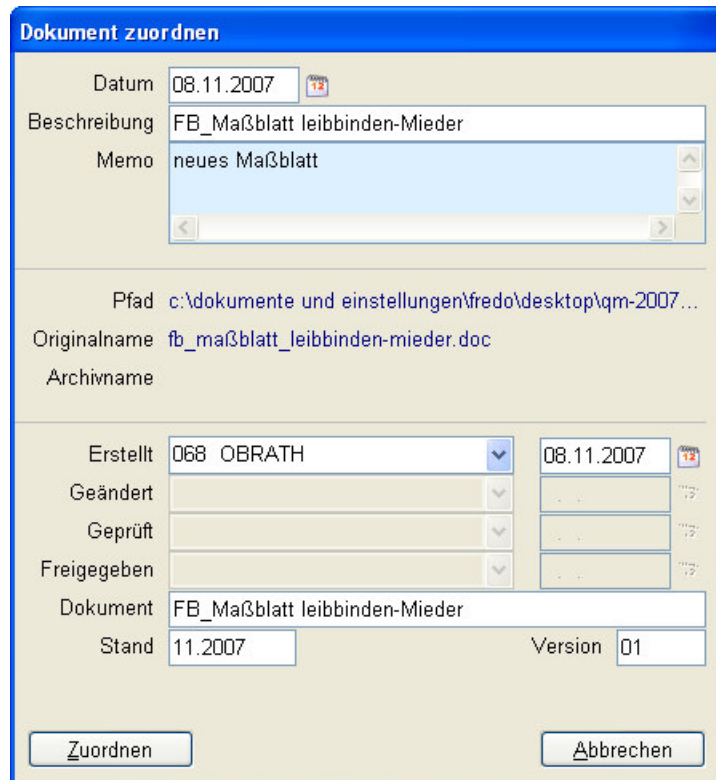 Dokument zuordnen
Datum 08.11.2007 12
Beschreibung FB_Maßblatt leibbinden-Mieder
Memo neues Maßblatt
Pfad c:\dokumente und einstellungen\fredo\desktop\qm-2007...
Originalname fb_maßblatt_leibbinden-mieder.doc
Archivname
Erstellt 068 OBRATH 08.11.2007 12
Geändert . .
Geprüft . .
Freigegeben . .
Dokument FB_Maßblatt leibbinden-Mieder
Stand 11.2007 Version 01
Zuordnen Abbrechen